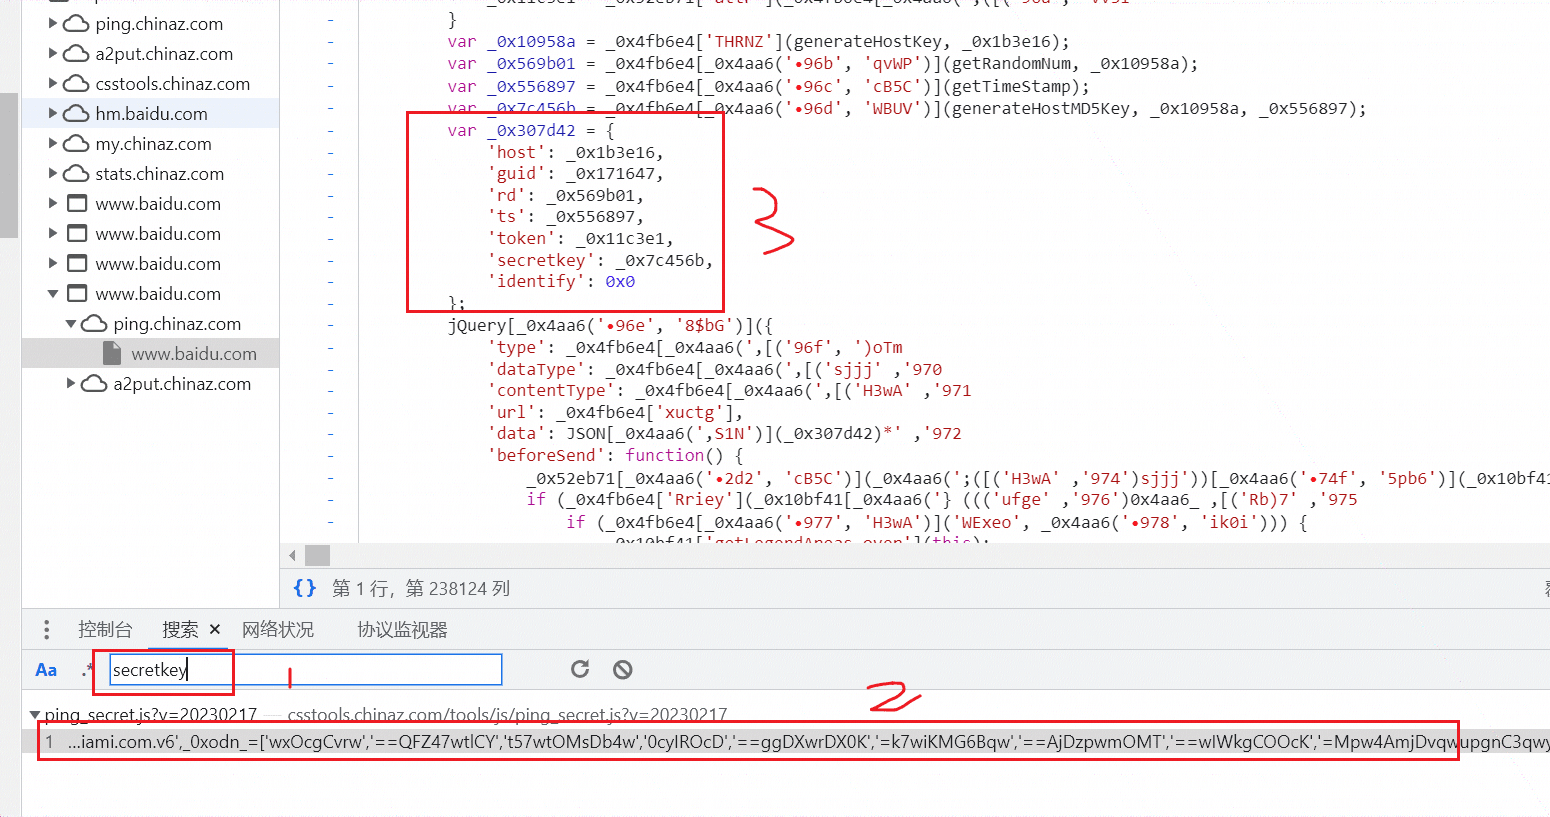 ping.chinaz.com
a2put.chinaz.com
csstools.chinaz.com
hm.baidu.com
my.chinaz.com
stats.chinaz.com
www.baidu.com
www.baidu.com
www.baidu.com
www.baidu.com
ping.chinaz.com
www.baidu.com
a2put.chinaz.com
}
var _0x10958a = _0x4fb6e4['THRNZ'](generateHostKey, _0x1b3e16);
var _0x569b01 = _0x4fb6e4[_0x4aa6('•96b', 'qvWP')](getRandomNum, _0x10958a);
var _0x556897 = _0x4fb6e4[_0x4aa6('•96c', 'cB5C')](getTimeStamp);
var _0x7c456b = _0x4fb6e4[_0x4aa6('•96d', 'WBUV')](generateHostMD5Key, _0x10958a, _0x556897);
var _0x307d42 = {
'host': _0x1b3e16,
'guid': _0x171647,
'rd': _0x569b01,
'ts': _0x556897,
'token': _0x11c3e1,
'secretkey': _0x7c456b,
'identify': 0x0
};
jQuery[_0x4aa6('•96e', '8$bG')]({
'type': _0x4fb6e4[_0x4aa6(',[('96f', ')oTm
'dataType': _0x4fb6e4[_0x4aa6(',[('sjjj' ,'970
'contentType': _0x4fb6e4[_0x4aa6(',[('H3wA' ,'971
'url': _0x4fb6e4['xuctg'],
'data': JSON[_0x4aa6(',S1N')](_0x307d42)*' ,'972
'beforeSend': function() {
_0x52eb71[_0x4aa6('•2d2', 'cB5C')](_0x4aa6(';([('H3wA' ,'974')sjjj'))[_0x4aa6('•74f', '5pb6')](_0x10bf41
if (_0x4fb6e4['Rriey'](_0x10bf41[_0x4aa6('} ((('ufge' ,'976')0x4aa6_ ,[('Rb)7' ,'975
if (_0x4fb6e4[_0x4aa6('•977', 'H3wA')]('WExeo', _0x4aa6('•978', 'ik0i'))) {
3
{} 第 1 行，第 238124 列
控制台 搜索 × 网络状况 协议监视器
Aa .* secretkey
1
2
ping_secret.js?v=20230217 — csstools.chinaz.com/tools/js/ping_secret.js?v=20230217
1 ...iami.com.v6',_0xodn_=['wxOcgCvrw','==QFZ47wtlCY','t57wtOMsDb4w','0cyIROcD','==ggDXwrDX0K','=k7wiKMG6Bqw','==AjDzpwmOMT','==wIWkgCOOcK','=Mpw4AmjDvqwupgnC3qwy